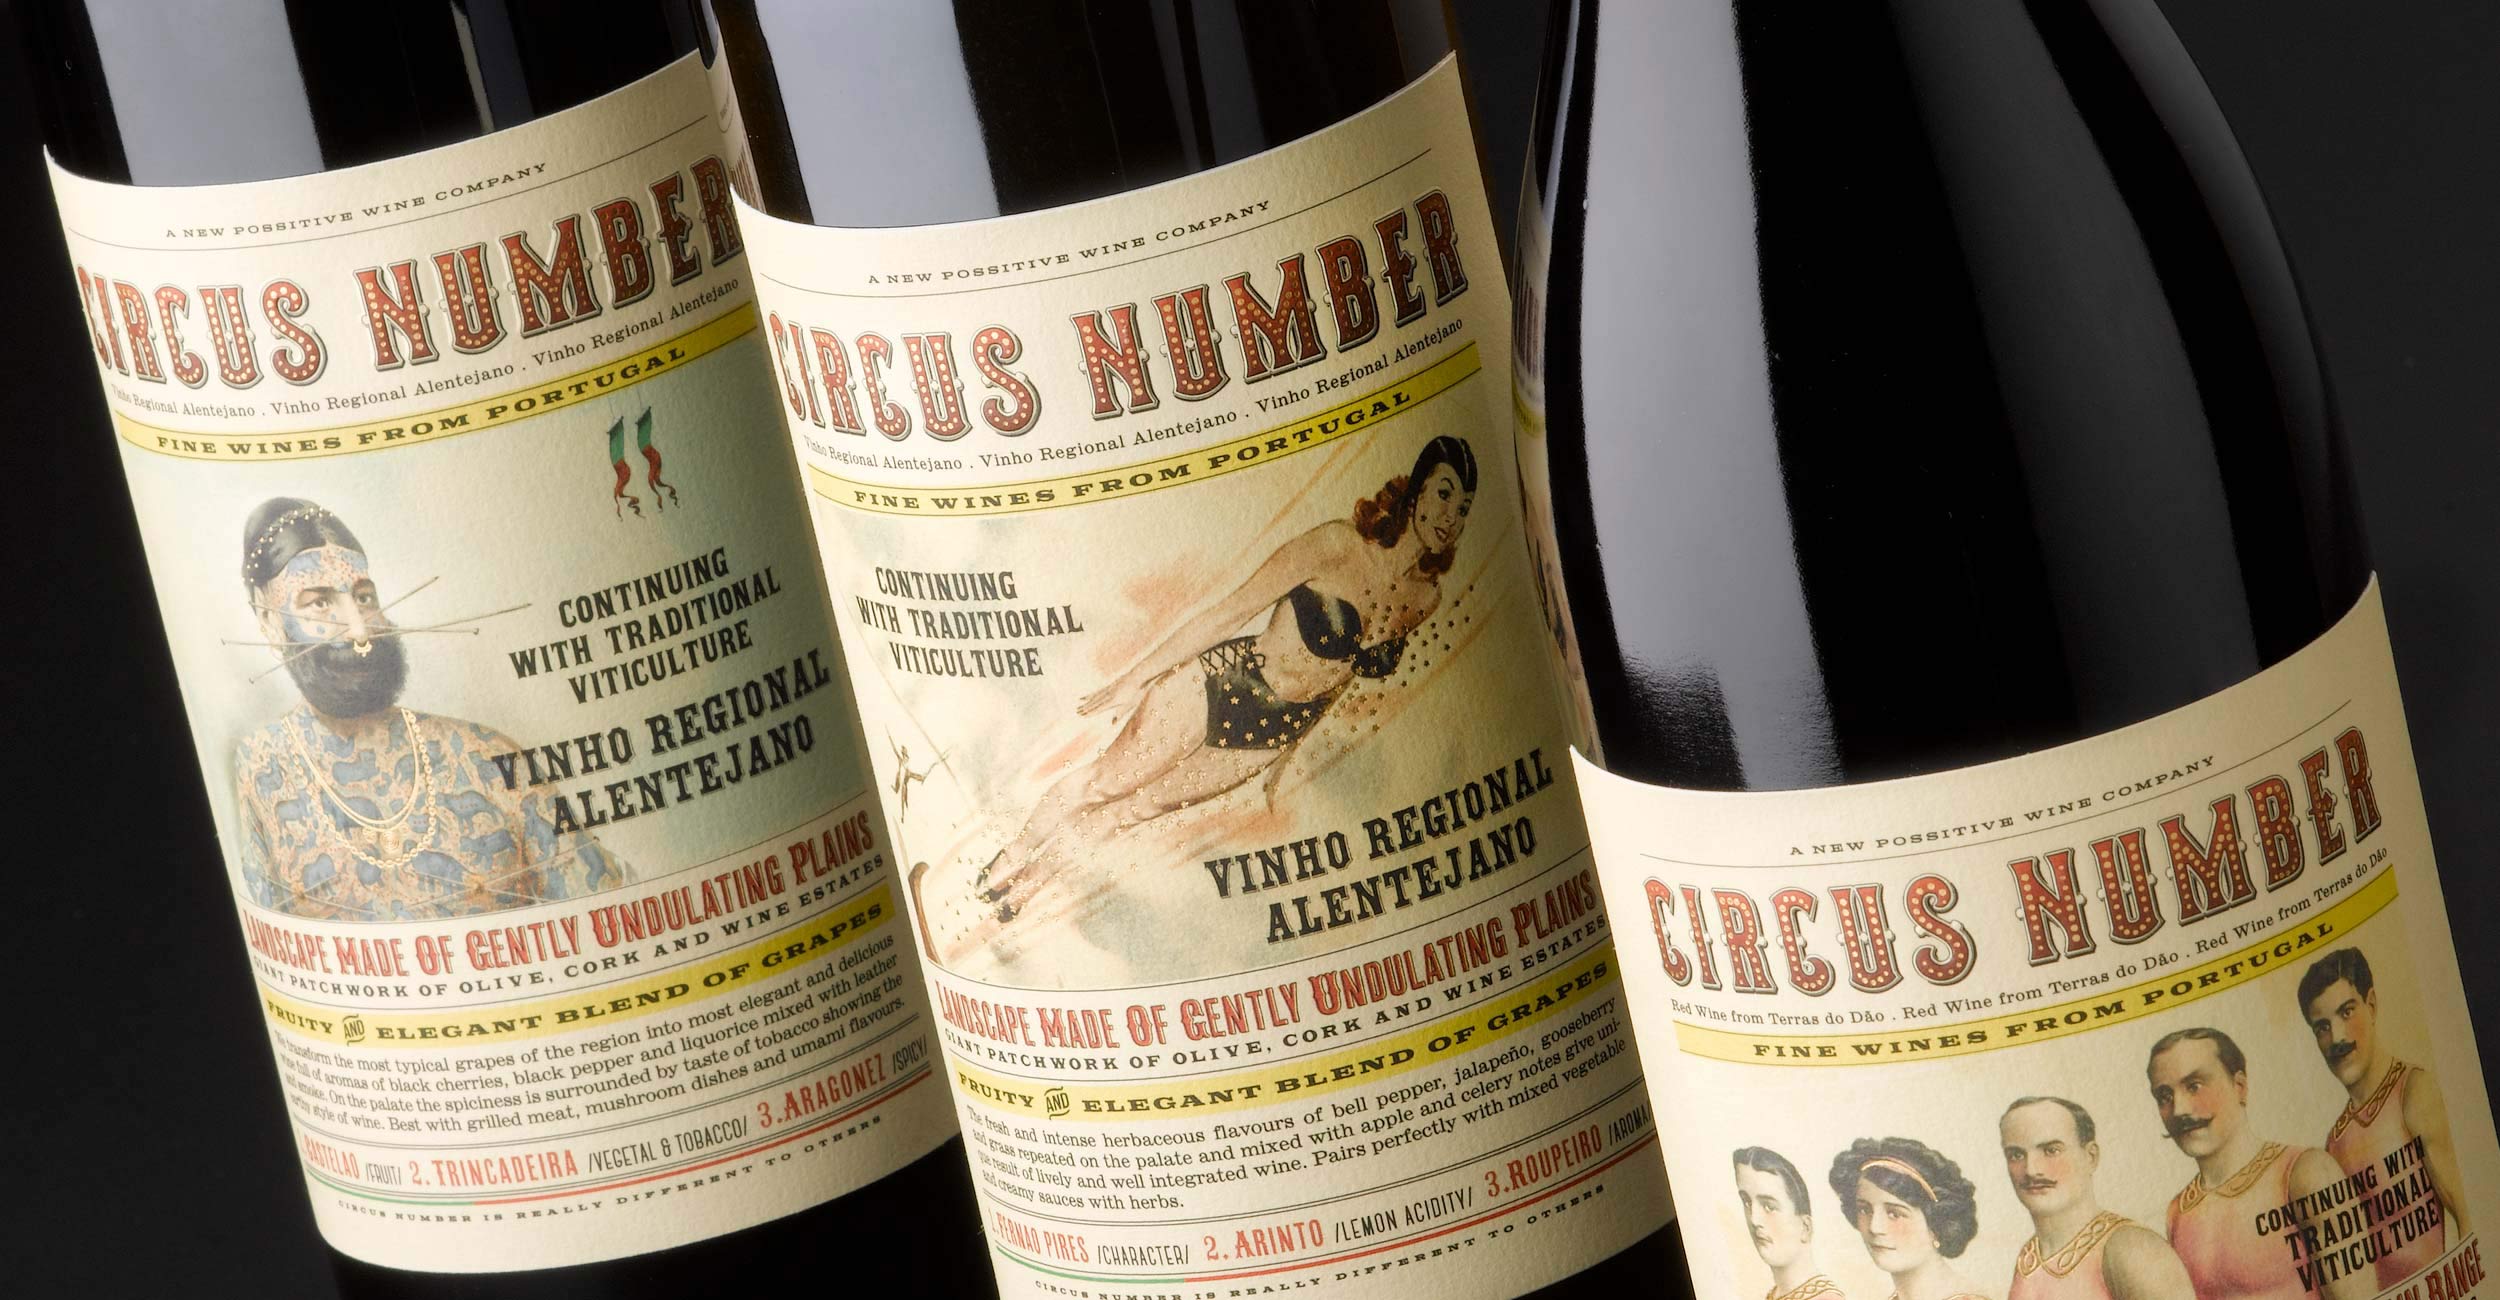 A NEW POSSITIVE WINE COMPANY
CIRCUS NUMBER
Vinho Regional Alentejano . Vinho Regional Alentejano . Vinho Regional Alentejano
FINE WINES FROM PORTUGAL
CONTINUING
WITH TRADITIONAL
VITICULTURE
VINHO REGIONAL
ALENTEJANO
LANDSCAPE MADE OF GENTLY UNDULATING PLAINS
GIANT PATCHWORK OF OLIVE, CORK AND WINE ESTATES
FRUITY AND ELEGANT BLEND OF GRAPES
We transform the most typical grapes of the region into most elegant and delicious
wine full of aromas of black cherries, black pepper and liquorice mixed with leather
and smoke. On the palate the spiciness is surrounded by taste of tobacco showing the
earthy style of wine. Best with grilled meat, mushroom dishes and umami flavours.
CASTELAO /FRUIT/ 2. TRINCADEIRA /VEGETAL & TOBACCO/ 3. ARAGONEZ /SPICY/
CIRCUS NUMBER IS REALLY DIFFERENT TO OTHERS
A NEW POSSITIVE WINE COMPANY
CIRCUS NUMBER
Vinho Regional Alentejano . Vinho Regional Alentejano . Vinho Regional Alentejano
FINE WINES FROM PORTUGAL
CONTINUING
WITH TRADITIONAL
VITICULTURE
VINHO REGIONAL
ALENTEJANO
LANDSCAPE MADE OF GENTLY UNDULATING PLAINS
GIANT PATCHWORK OF OLIVE, CORK AND WINE ESTATES
FRUITY AND ELEGANT BLEND OF GRAPES
The fresh and intense herbaceous flavours of bell pepper, jalapeño, gooseberry
and grass repeated on the palate and mixed with apple and celery notes give uni-
que result of lively and well integrated wine. Pairs perfectly with mixed vegetable
and creamy sauces with herbs.
1. FERNAO PIRES /CHARACTER/ 2. ARINTO /LEMON ACIDITY/ 3. ROUPEIRO /AROMA/
CIRCUS NUMBER IS REALLY DIFFERENT TO OTHERS
A NEW POSSITIVE WINE COMPANY
CIRCUS NUMBER
Red Wine from Terras do Dão . Red Wine from Terras do Dão . Red Wine from Terras do Dão
FINE WINES FROM PORTUGAL
CONTINUING WITH
TRADITIONAL
VITICULTURE
RANGE